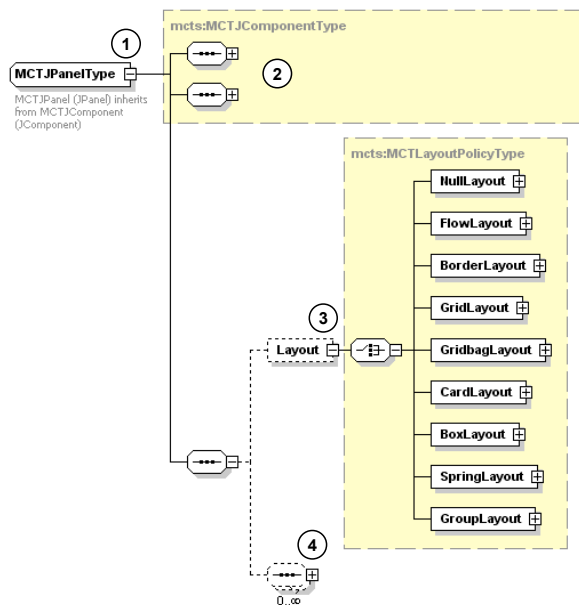 1
mcts:MCTJComponentType
MCTJPanelType
2
MCTJPanel (JPanel) inherits
from MCTJComponent
(JComponent)
mcts:MCTLayoutPolicyType
NullLayout
FlowLayout
BorderLayout
GridLayout
3
Layout
GridbagLayout
CardLayout
BoxLayout
SpringLayout
GroupLayout
4
0..∞